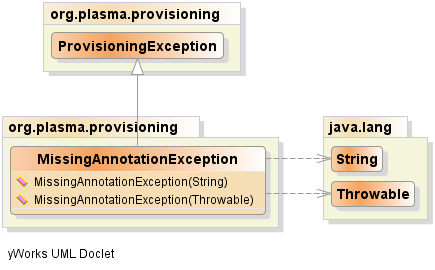 org.plasma.provisioning
ProvisioningException
org.plasma.provisioning
MissingAnnotationException
MissingAnnotationException(String)
MissingAnnotationException(Throwable)
java.lang
String
Throwable
yWorks UML Doclet